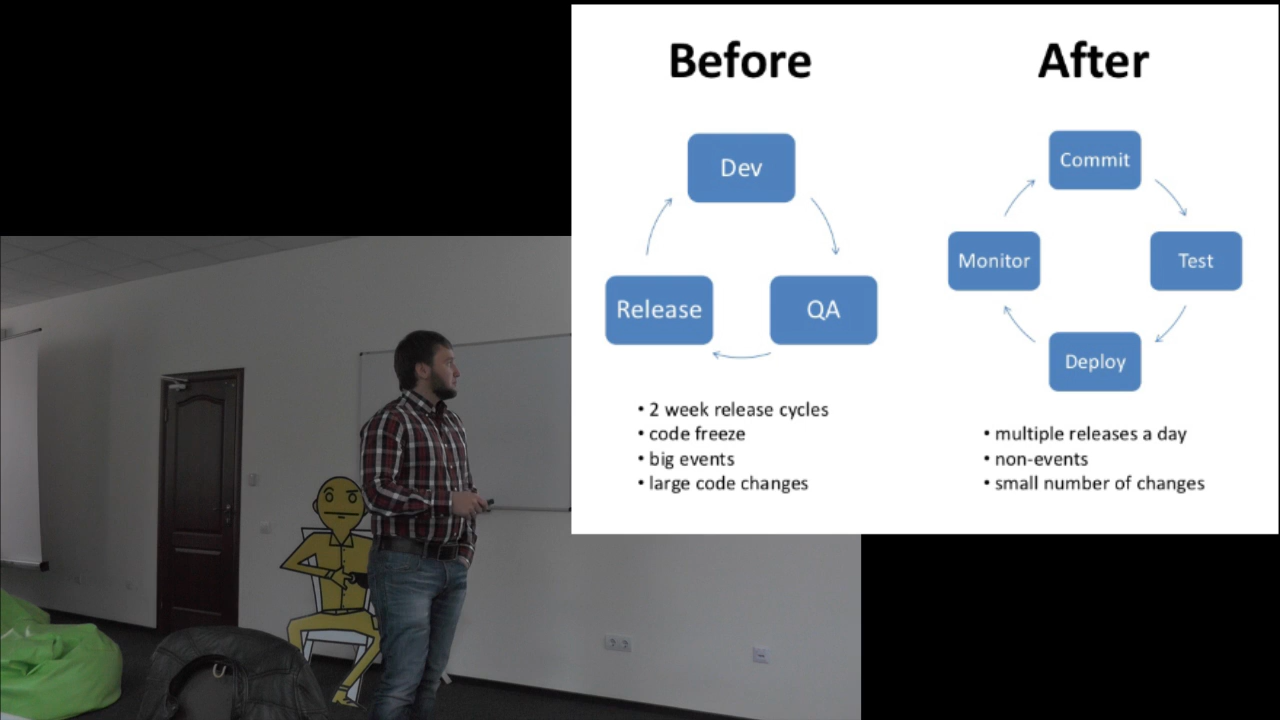 Before
Dev
Release
QA
• 2 week release cycles
• code freeze
• big events
• large code changes
After
Commit
Monitor
Test
Deploy
• multiple releases a day
• non-events
• small number of changes